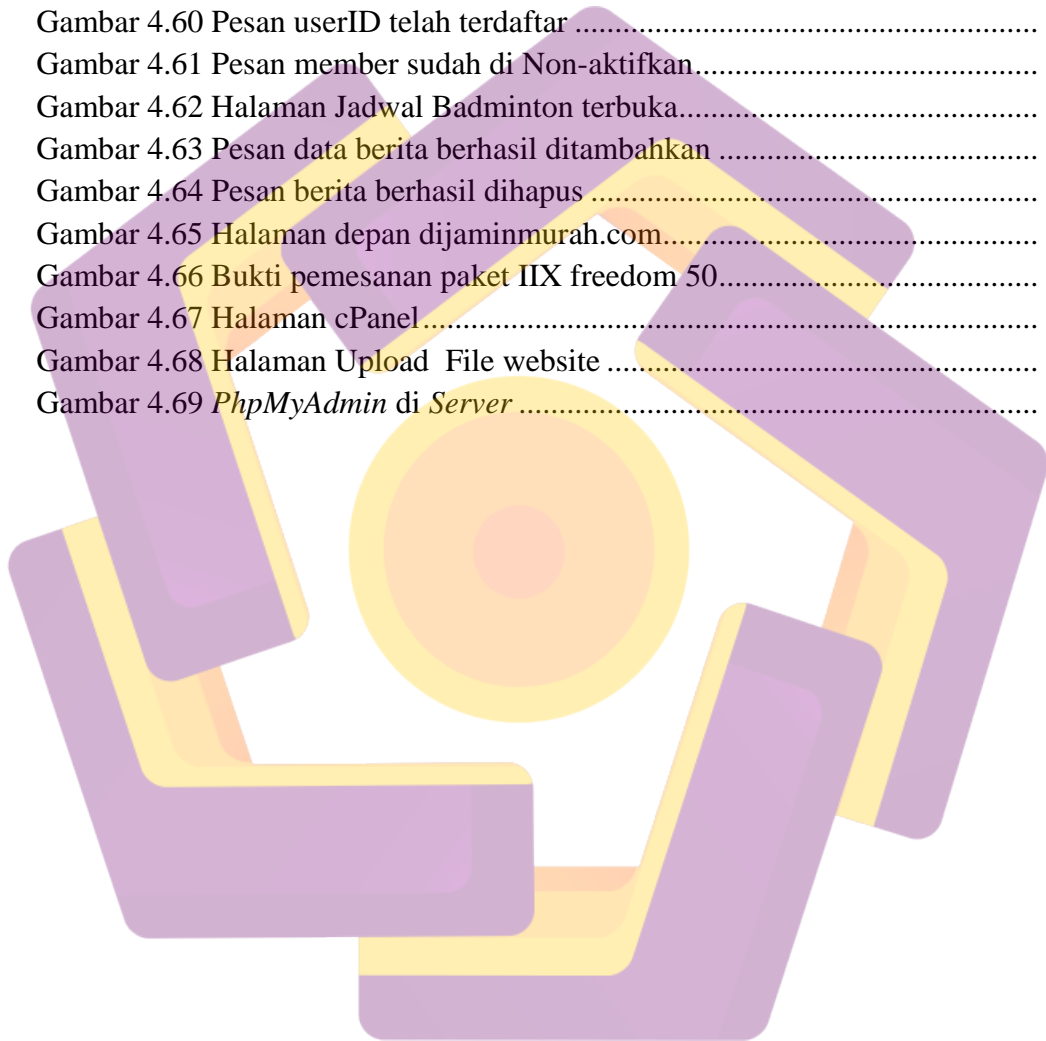 Gambar 4.60 Pesan userID telah terdaftar ........................................................
Gambar 4.61 Pesan member sudah di Non-aktifkan..........................................
Gambar 4.62 Halaman Jadwal Badminton terbuka............................................
Gambar 4.63 Pesan data berita berhasil ditambahkan .......................................
Gambar 4.64 Pesan berita berhasil dihapus ......................................................
Gambar 4.65 Halaman depan dijaminmurah.com..............................................
Gambar 4.66 Bukti pemesanan paket IIX freedom 50.......................................
Gambar 4.67 Halaman cPanel...........................................................................
Gambar 4.68 Halaman Upload  File website ....................................................
Gambar 4.69 PhpMyAdmin di Server ...............................................................